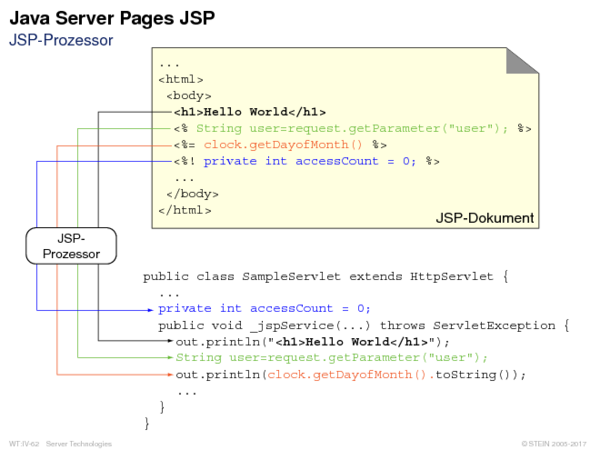 Java Server Pages JSP
JSP-Prozessor
...
<html>
<body>
<h1>Hello World</h1>
<% String user=request.getParameter("user"); %>
<%= clock.getDayofMonth() %>
<%! private int accessCount = 0; %>
...
</body>
</html>
JSP-Dokument
JSP-
Prozessor
public class SampleServlet extends HttpServlet {
...
private int accessCount = 0;
public void _jspService(...) throws ServletException {
out.println("<h1>Hello World</h1>");
String user=request.getParameter("user");
out.println(clock.getDayofMonth().toString());
...
}
}
WT:IV-62 Server Technologies © STEIN 2005-2017